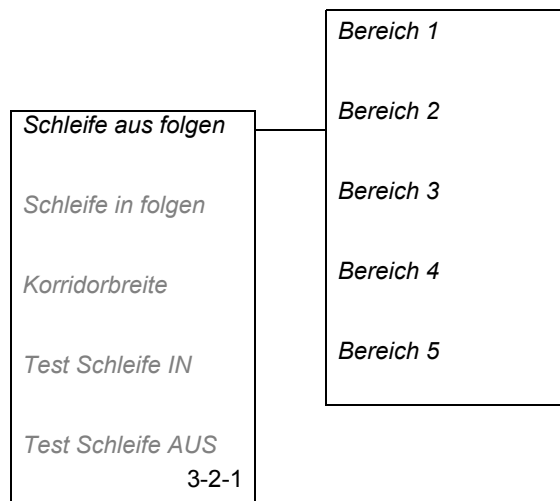 Schleife aus folgen
Schleife in folgen
Korridorbreite
Test Schleife IN
Test Schleife AUS
3-2-1
Bereich 1
Bereich 2
Bereich 3
Bereich 4
Bereich 5